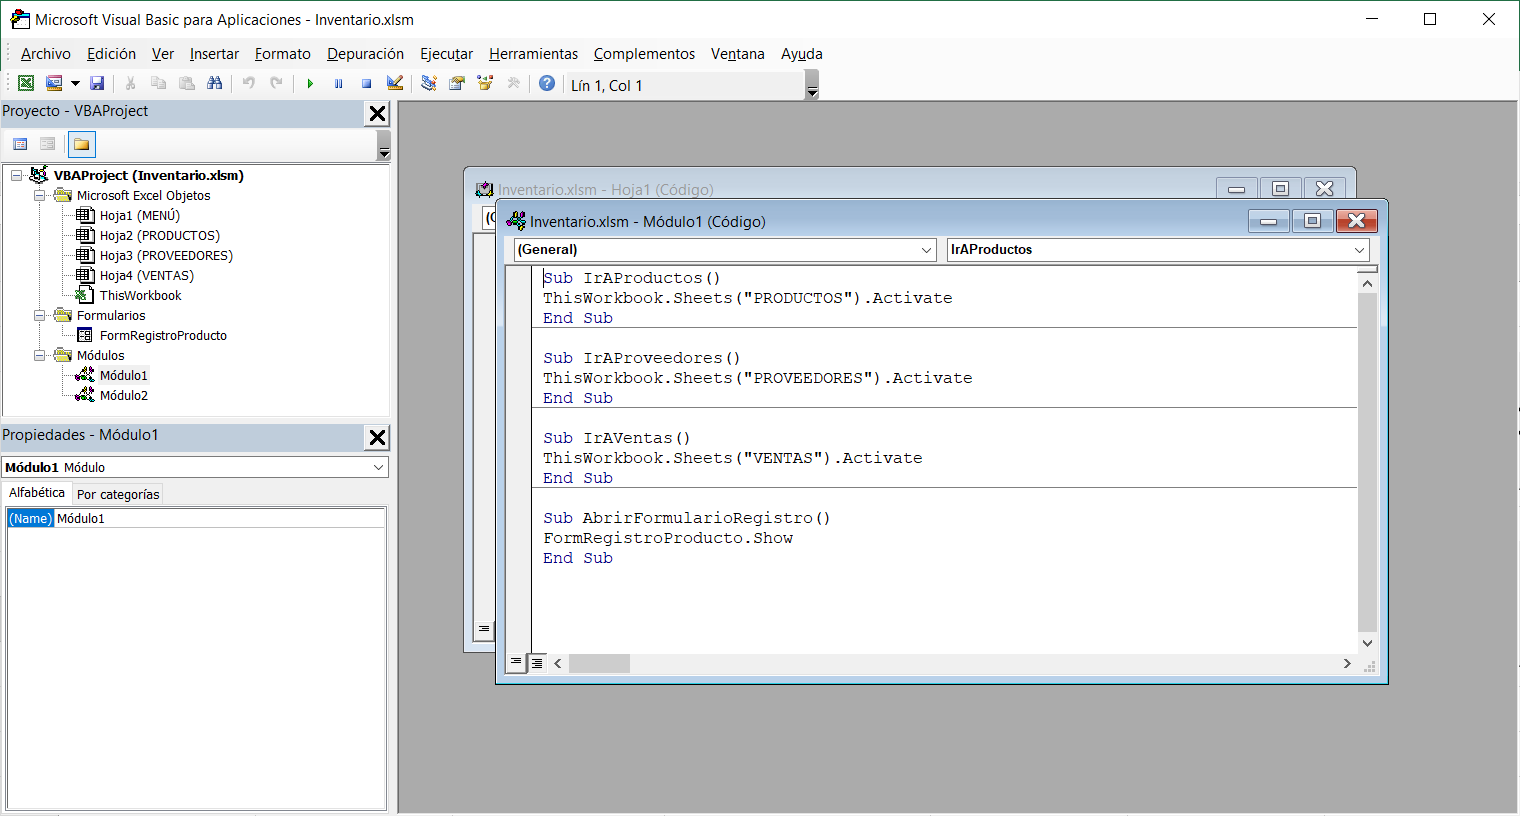 Microsoft Visual Basic para Aplicaciones - Inventario.xlsm
Archivo Edición Ver Insertar Formato Depuración Ejecutar Herramientas Complementos Ventana Ayuda
Lín 1, Col 1
Proyecto - VBAProject
VBAProject (Inventario.xlsm)
Microsoft Excel Objetos
Hoja1 (MENÚ)
Hoja2 (PRODUCTOS)
Hoja3 (PROVEEDORES)
Hoja4 (VENTAS)
ThisWorkbook
Formularios
FormRegistroProducto
Módulos
Módulo1
Módulo2
Propiedades - Módulo1
Módulo1 Módulo
Alfabética Por categorías
(Name) Módulo1
Inventario.xlsm - Hoja1 (Código)
Inventario.xlsm - Módulo1 (Código)
(General) IrAProductos
Sub IrAProductos()
ThisWorkbook.Sheets("PRODUCTOS").Activate
End Sub
Sub IrAProveedores()
ThisWorkbook.Sheets("PROVEEDORES").Activate
End Sub
Sub IrAVentas()
ThisWorkbook.Sheets("VENTAS").Activate
End Sub
Sub AbrirFormularioRegistro()
FormRegistroProducto.Show
End Sub